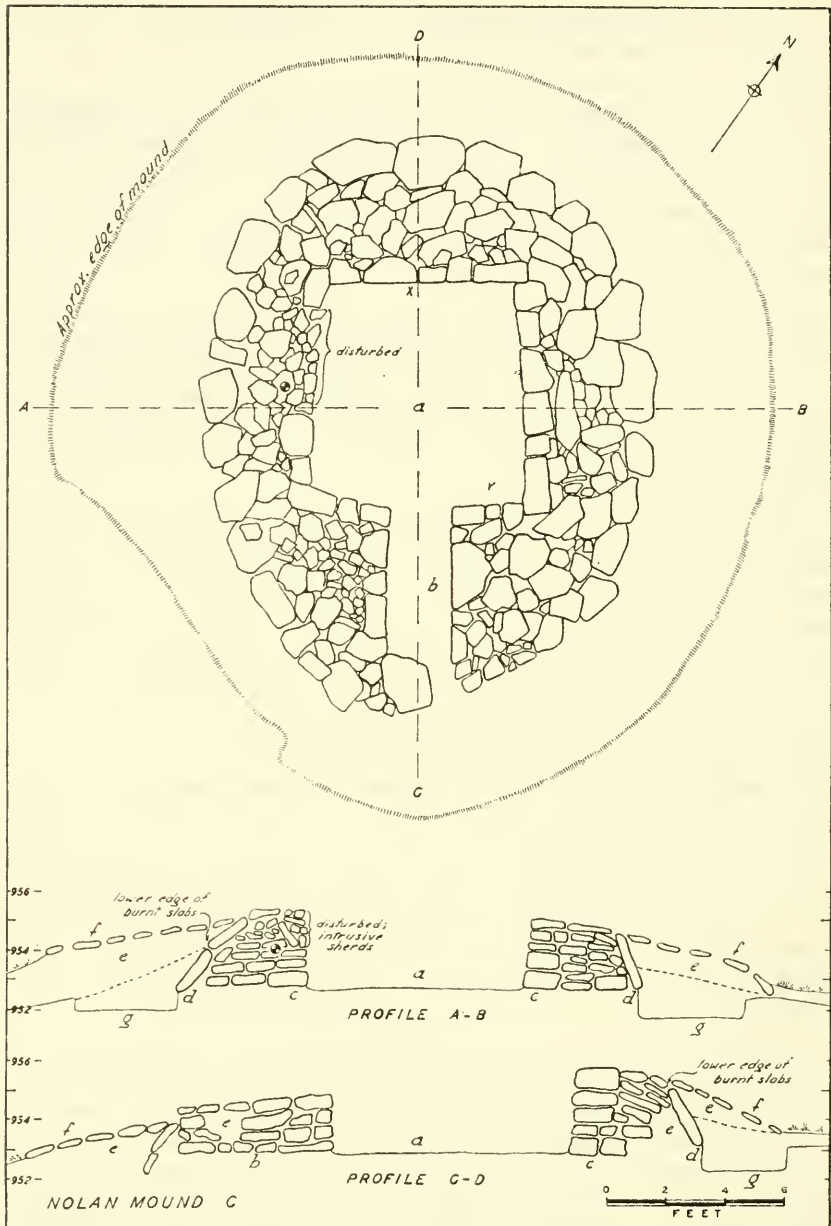 D
N
Approx. edge of mound
X
disturbed
A
a
B
Y
b
C
956
954
952
lower edge of
burnt slabs
disturbed;
intrusive
sherds
f
e
a
c
d
g
PROFILE A-B
c
d
e
f
g
956
954
952
f
e
e
b
a
PROFILE C-D
c
d
e
e
f
g
lower edge of
burnt slabs
NOLAN MOUND C
0 2 4 6
FEET